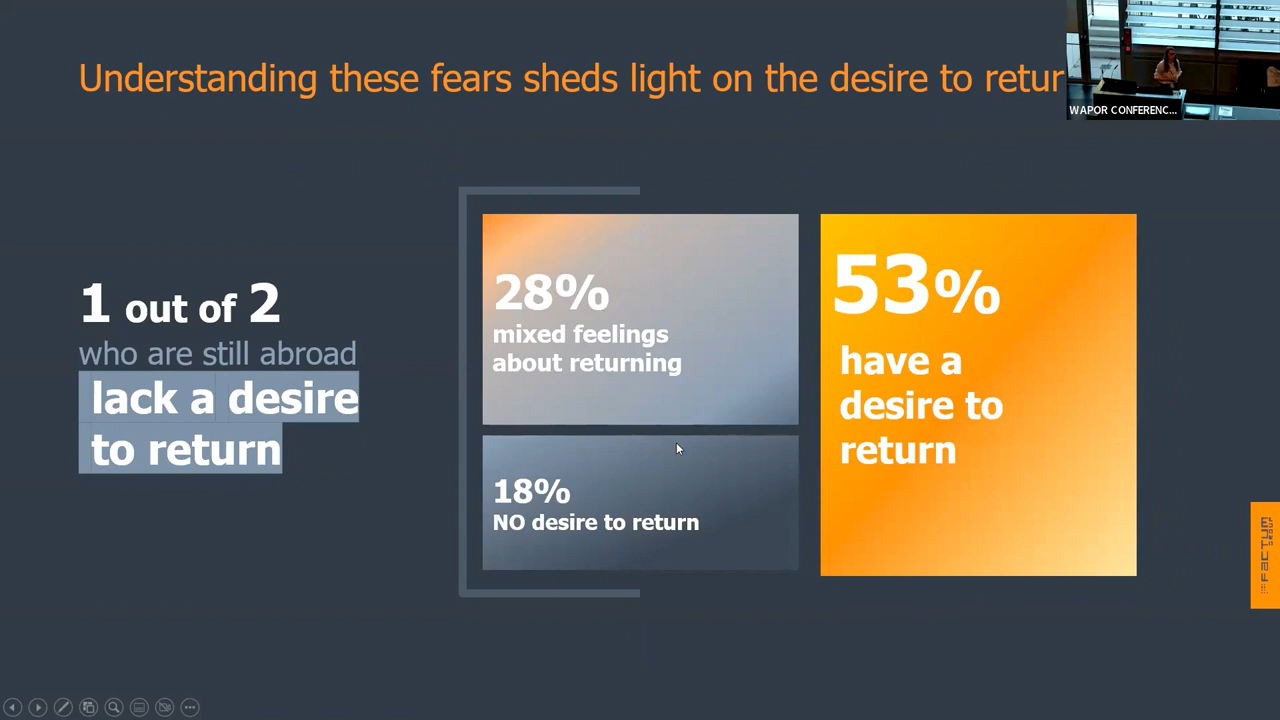 Understanding these fears sheds light on the desire to retur
WAPOR CONFERENC...
1 out of 2
who are still abroad
lack a desire
to return
28%
mixed feelings
about returning
18%
NO desire to return
53%
have a
desire to
return
FACTUM
GROUP